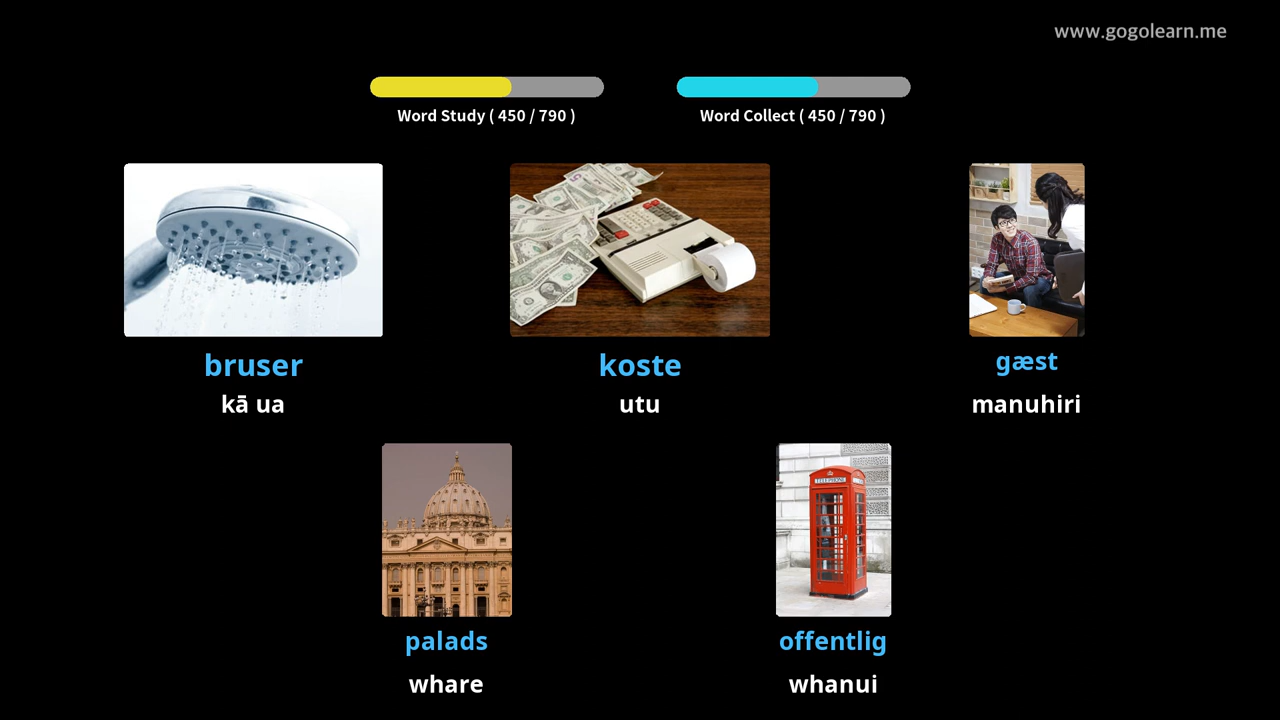 www.gogolearn.me
Word Study ( 450 / 790 )
Word Collect ( 450 / 790 )
bruser
kā ua
koste
utu
gæst
manuhiri
TELEPHONE
palads
whare
offentlig
whanui